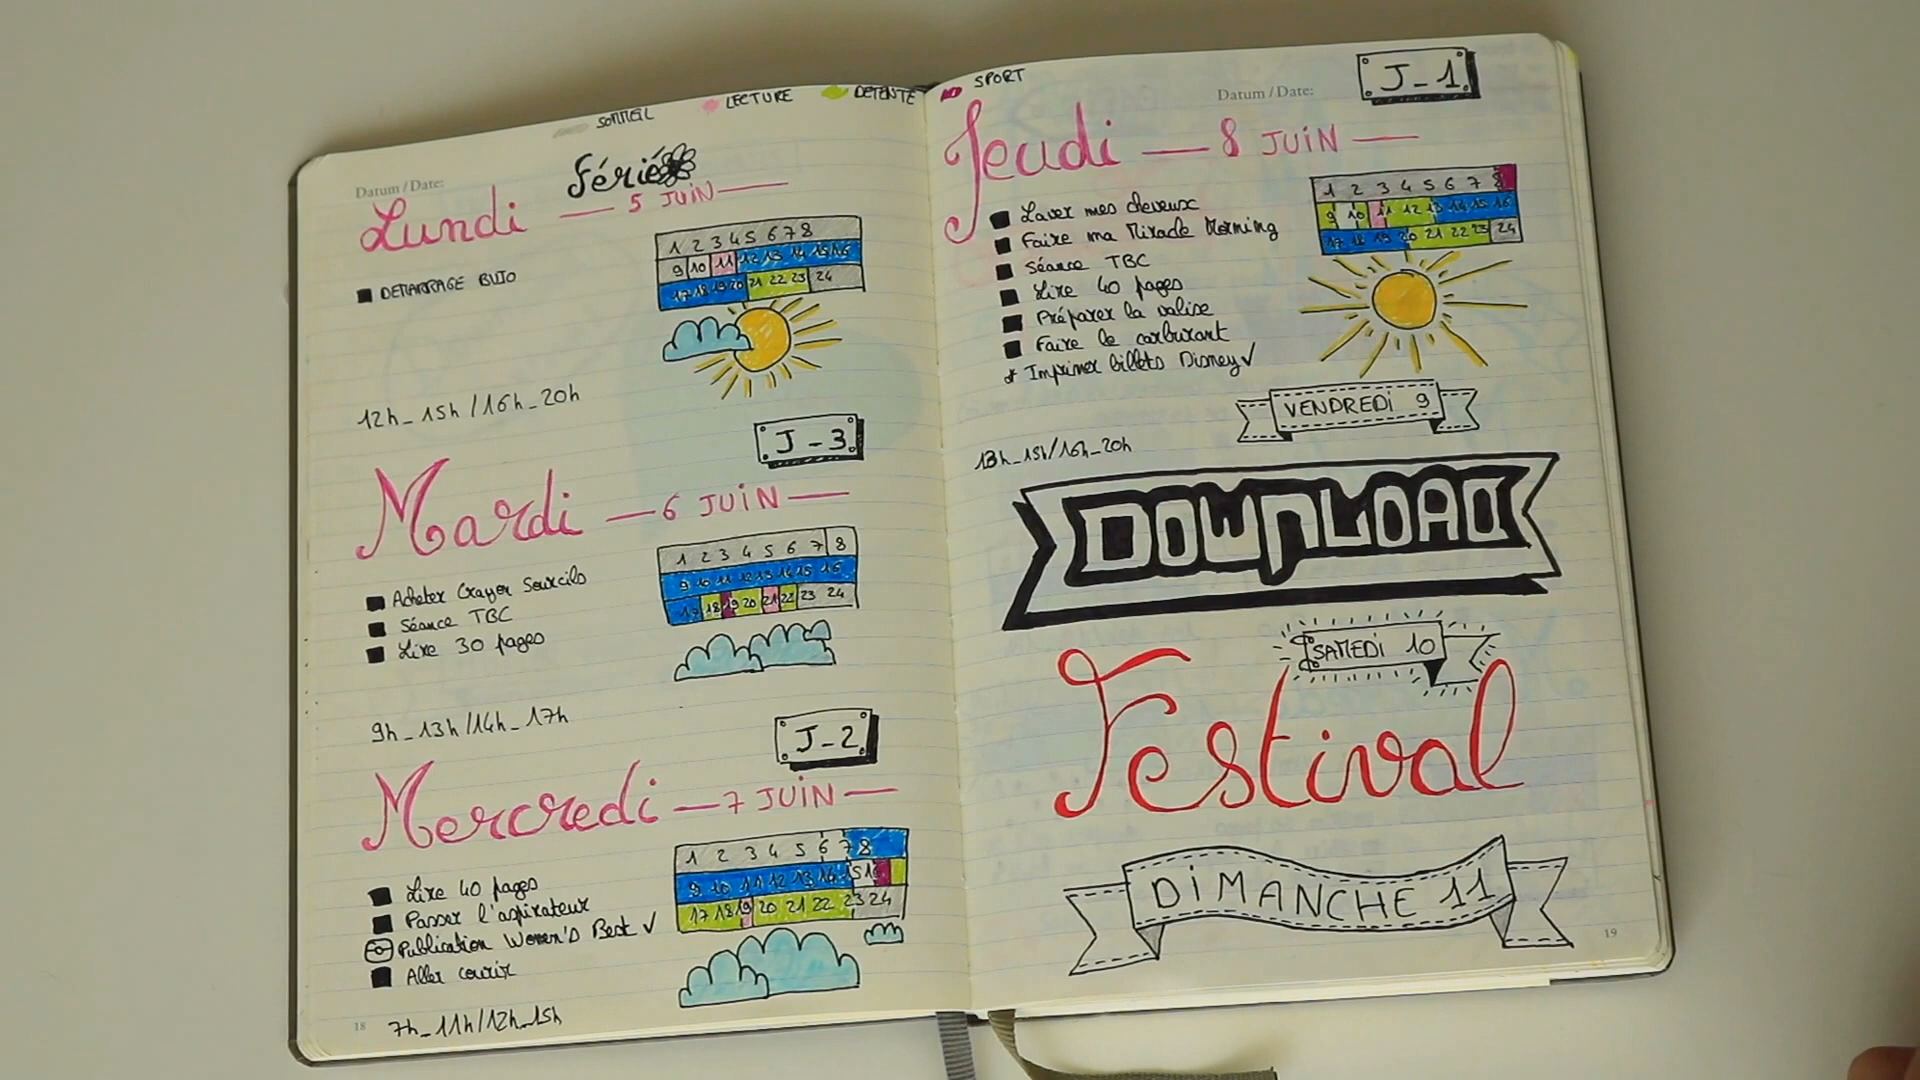 SOMMEIL LECTURE DETENTE
Datum / Date:
Férié
Lundi — 5 JUIN —
DEMARRAGE BUJO
1 2 3 4 5 6 7 8
9 10 11 12 13 14 15 16
17 18 19 20 21 22 23 24
12h_15h / 16h_20h
J-3
Mardi — 6 JUIN —
1 2 3 4 5 6 7 8
9 10 11 12 13 14 15 16
17 18 19 20 21 22 23 24
Acheter Crayon Sourcils
Séance TBC
Lire 30 pages
9h_13h / 14h_17h
J-2
Mercredi — 7 JUIN —
1 2 3 4 5 6 7 8
9 10 11 12 13 14 15 16
17 18 19 20 21 22 23 24
Lire 40 pages
Passer l'aspirateur
Publication Women's Best ✓
Aller courir
18
7h_11h / 12h_15h
SPORT
Datum / Date:
J-1
Jeudi — 8 JUIN —
1 2 3 4 5 6 7 8
9 10 11 12 13 14 15 16
17 18 19 20 21 22 23 24
Laver mes cheveux
Faire ma Miracle Morning
Séance TBC
Lire 40 pages
Préparer la valise
Faire le carburant
* Imprimer billets Disney ✓
VENDREDI 9
13h_15h / 16h_20h
DOWNLOAD
SAMEDI 10
Festival
DIMANCHE 11
19